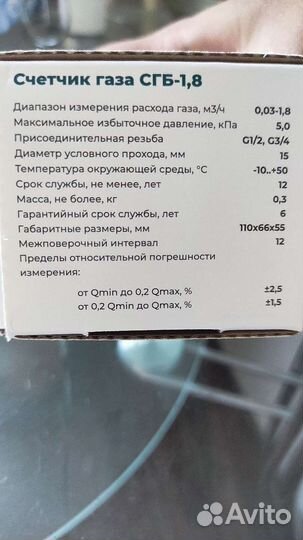 Счетчик газа СГБ-1,8
Диапазон измерения расхода газа, м3/ч 0,03-1,8
Максимальное избыточное давление, кПа 5,0
Присоединительная резьба G1/2, G3/4
Диаметр условного прохода, мм 15
Температура окружающей среды, °С -10..+50
Срок службы, не менее, лет 12
Масса, не более, кг 0,3
Гарантийный срок службы, лет 6
Габаритные размеры, мм 110х66х55
Межповерочный интервал 12
Пределы относительной погрешности
измерения:
от Qmin до 0,2 Qmax, % ±2,5
от 0,2 Qmax до Qmax, % ±1,5
Avito